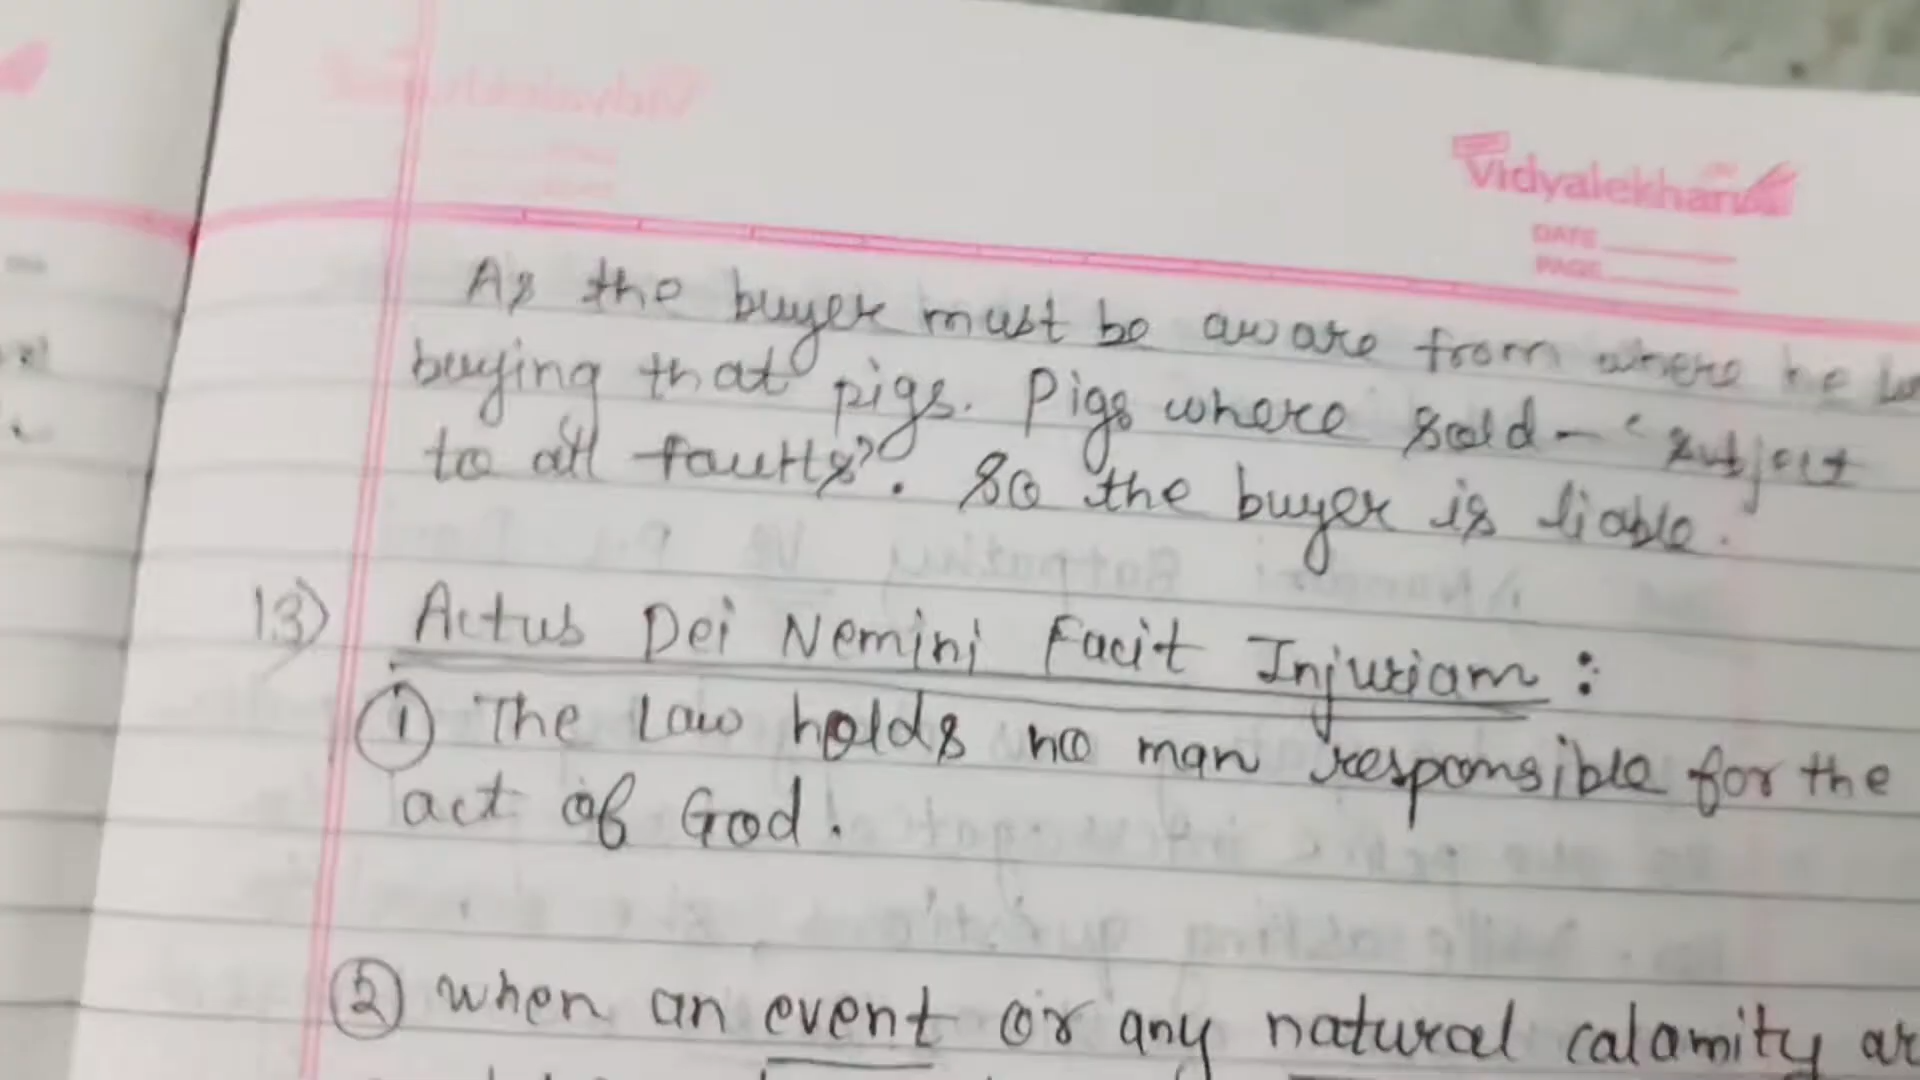 Vidyalekhan
DATE
PAGE
As the buyer must be aware from where he
buying that pigs. Pigs where sold - 'subject
to all faults'. So the buyer is liable.
13) Actus Dei Nemini Facit Injuriam :
① The Law holds no man responsible for the
act of God.
② when an event or any natural calamity